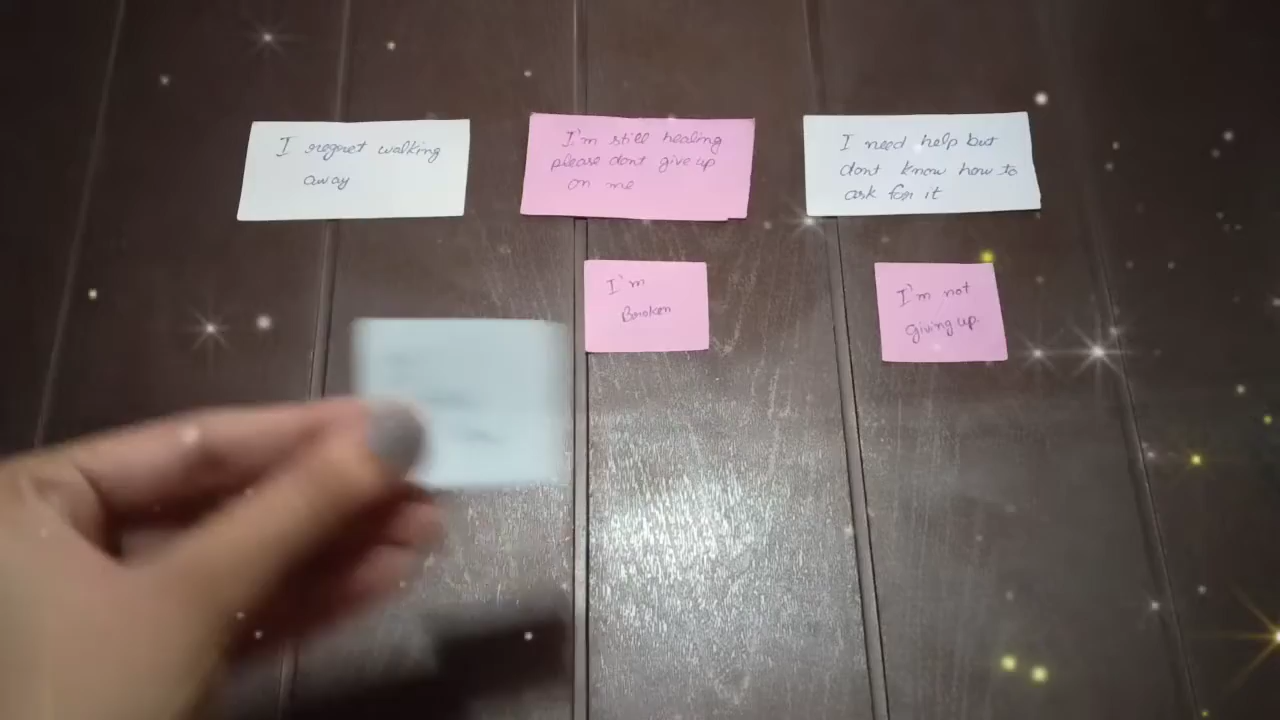 I regret walking
away
I'm still healing
please dont give up
on me
I need help but
dont know how to
ask for it
I'm
Broken
I'm not
giving up.